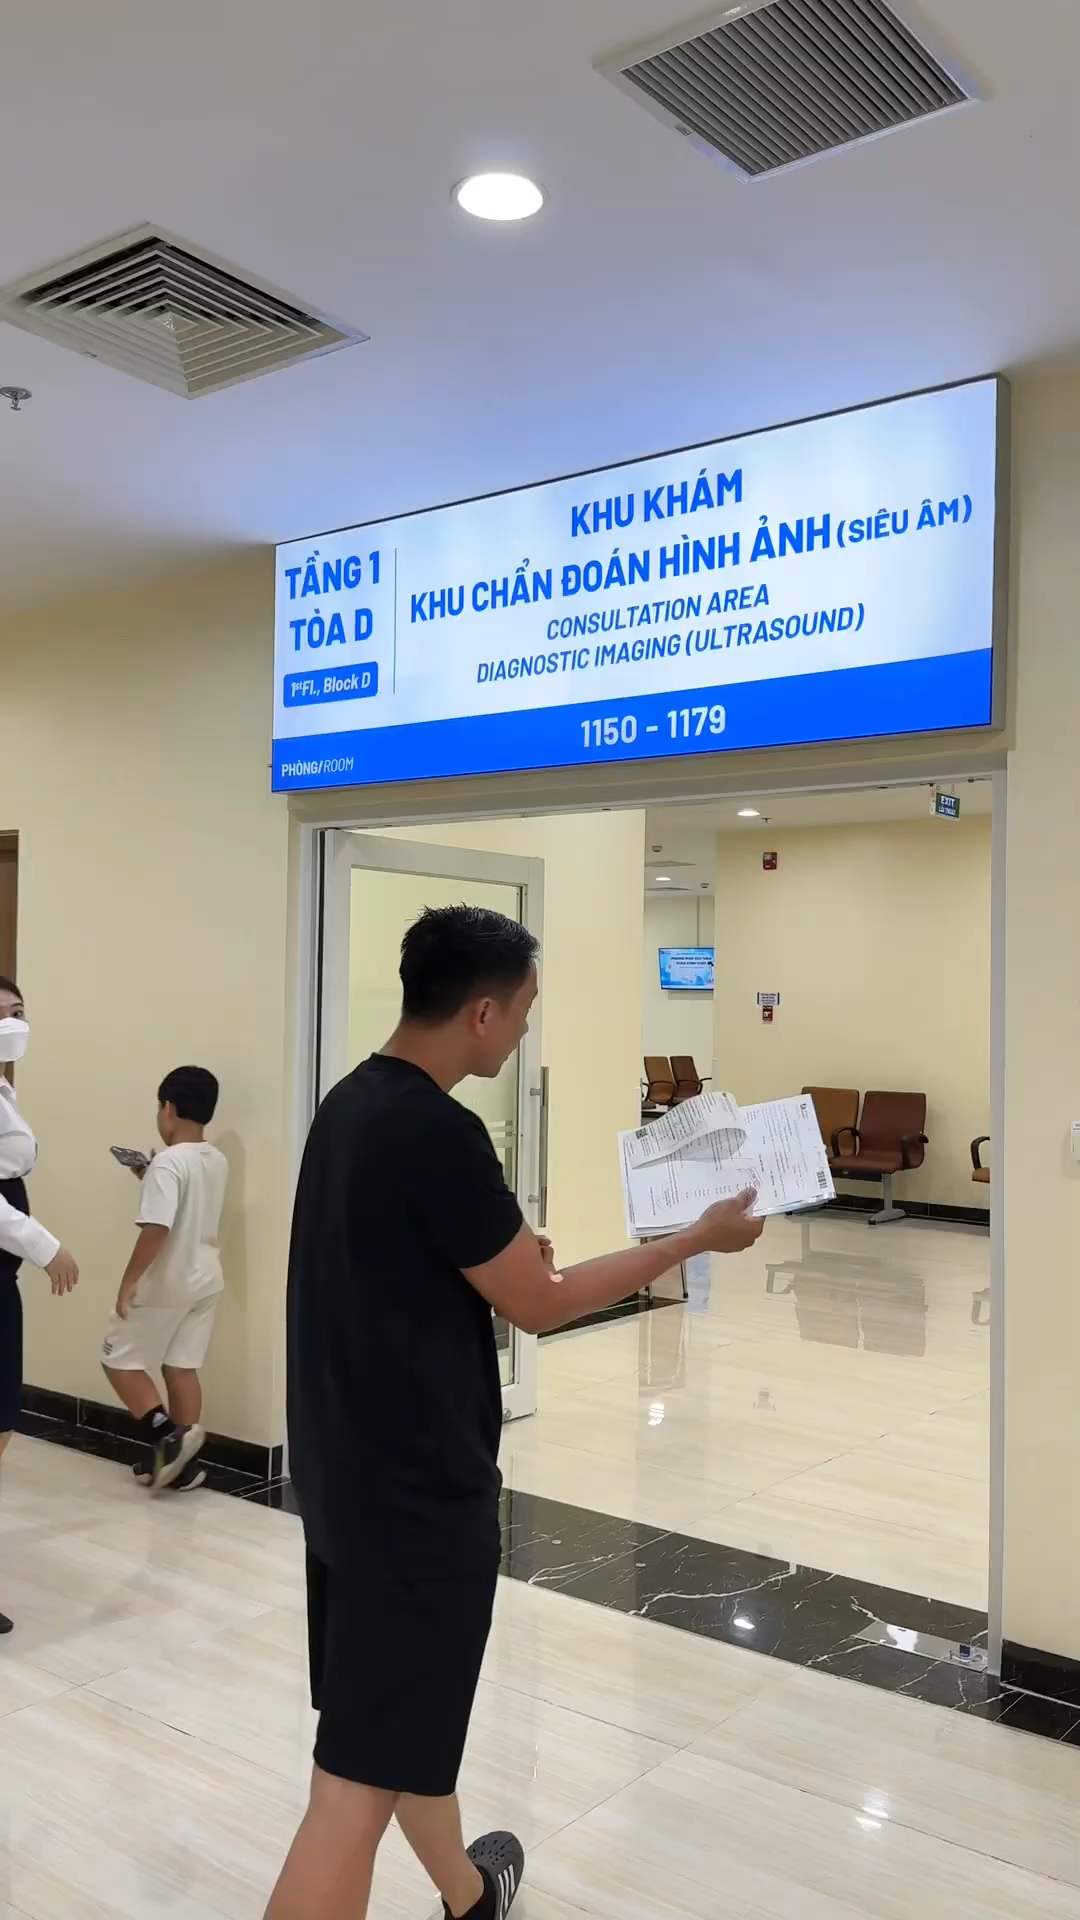 TẦNG 1
TÒA D
1stFl., Block D
KHU KHÁM
KHU CHẨN ĐOÁN HÌNH ẢNH (SIÊU ÂM)
CONSULTATION AREA
DIAGNOSTIC IMAGING (ULTRASOUND)
PHÒNG/ROOM
1150 - 1179
EXIT